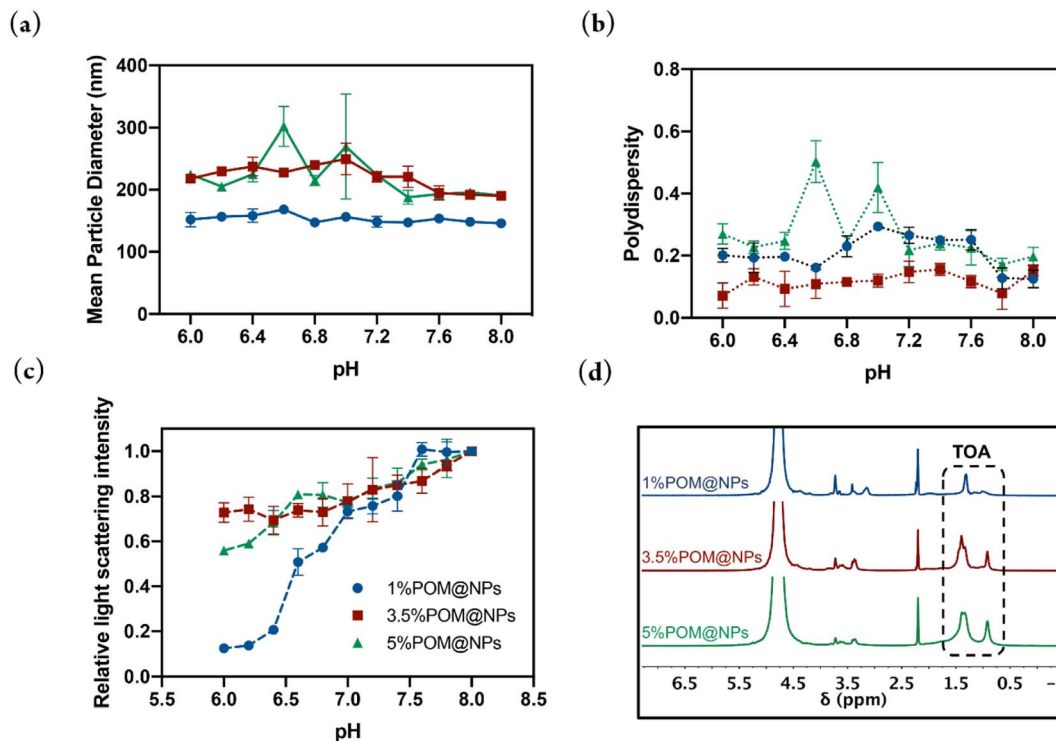 (a)
Mean Particle Diameter (nm)
400
300
200
100
0
6.0 6.4 6.8 7.2 7.6 8.0
pH
(b)
Polydispersity
0.8
0.6
0.4
0.2
0.0
6.0 6.4 6.8 7.2 7.6 8.0
pH
(c)
Relative light scattering intensity
1.0
0.8
0.6
0.4
0.2
0.0
1%POM@NPs
3.5%POM@NPs
5%POM@NPs
5.5 6.0 6.5 7.0 7.5 8.0 8.5
pH
(d)
TOA
1%POM@NPs
3.5%POM@NPs
5%POM@NPs
6.5 5.5 4.5 3.5 2.5 1.5 0.5 −
δ (ppm)